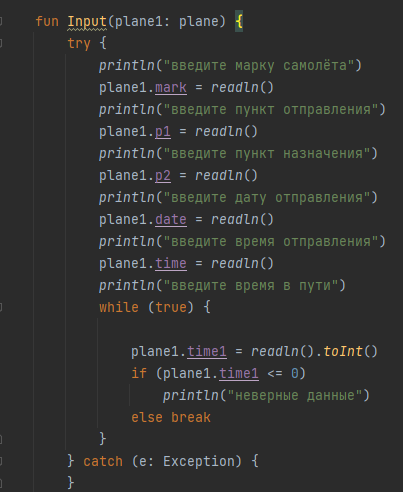 fun Input(plane1: plane) {
try {
println("введите марку самолёта")
plane1.mark = readln()
println("введите пункт отправления")
plane1.p1 = readln()
println("введите пункт назначения")
plane1.p2 = readln()
println("введите дату отправления")
plane1.date = readln()
println("введите время отправления")
plane1.time = readln()
println("введите время в пути")
while (true) {
plane1.time1 = readln().toInt()
if (plane1.time1 <= 0)
println("неверные данные")
else break
}
} catch (e: Exception) {
}